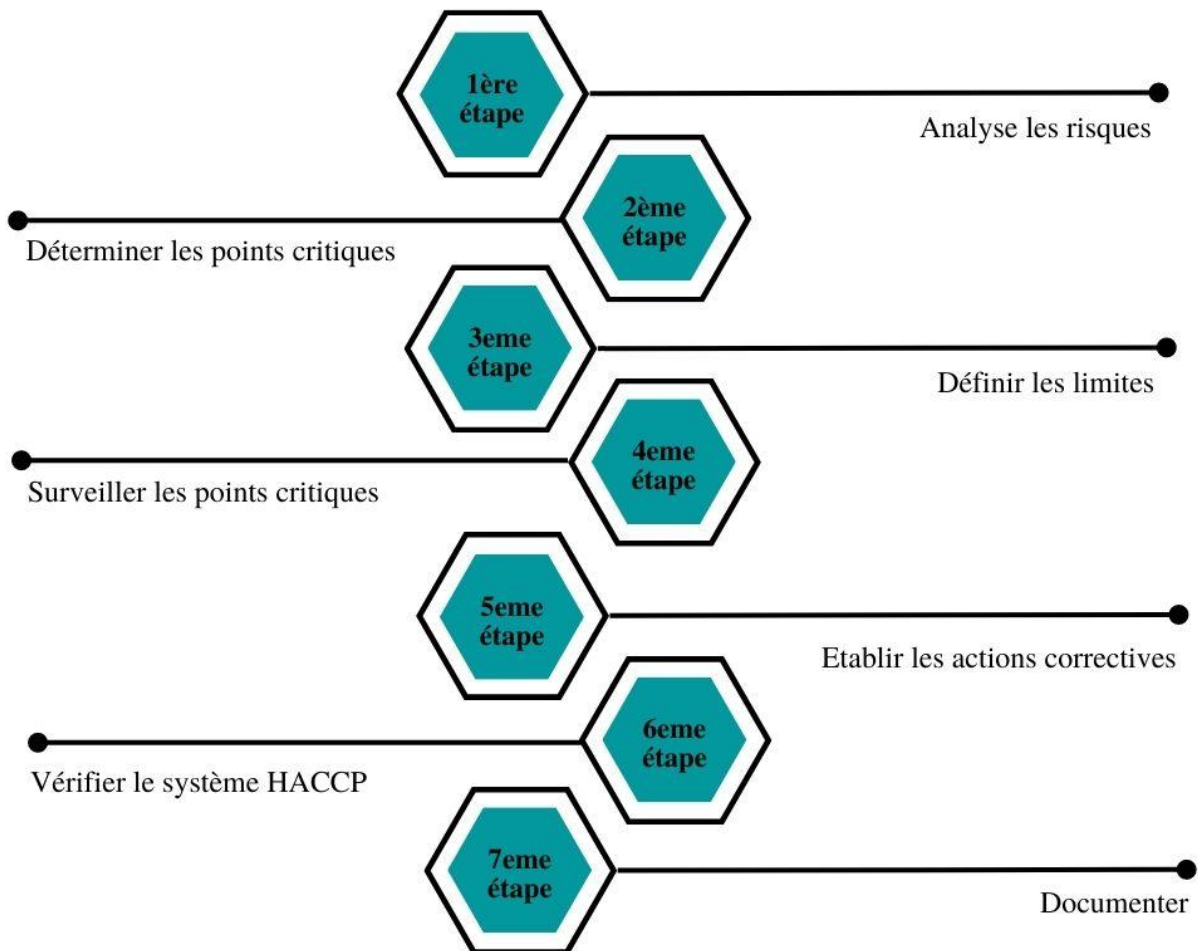 1ère
étape
Analyse les risques
2ème
étape
Déterminer les points critiques
3eme
étape
Définir les limites
4eme
étape
Surveiller les points critiques
5eme
étape
Etablir les actions correctives
6eme
étape
Vérifier le système HACCP
7eme
étape
Documenter